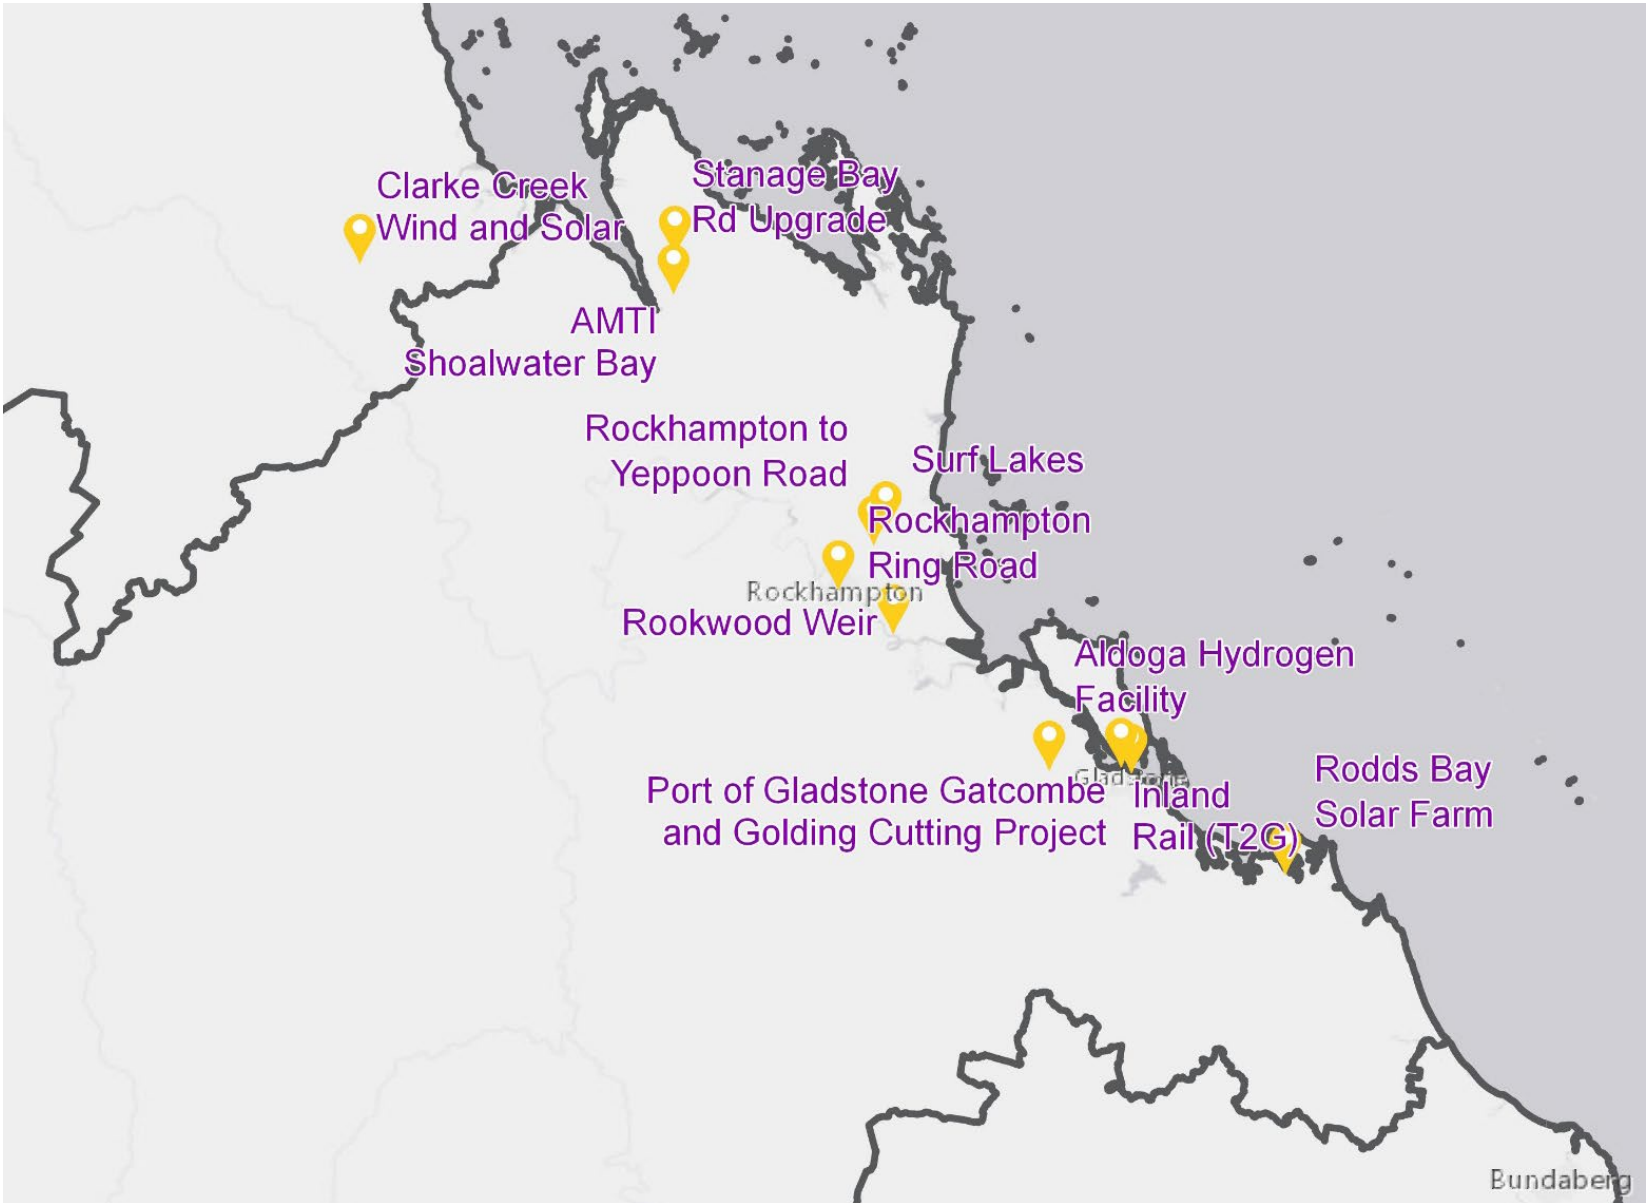 Clarke Creek
Wind and Solar
Stanage Bay
Rd Upgrade
AMTI
Shoalwater Bay
Rockhampton to
Yeppoon Road
Surf Lakes
Rockhampton
Ring Road
Rockhampton
Rookwood Weir
Aldoga Hydrogen
Facility
Gladstone
Port of Gladstone Gatcombe
and Golding Cutting Project
Inland
Rail (T2G)
Rodds Bay
Solar Farm
Bundaberg